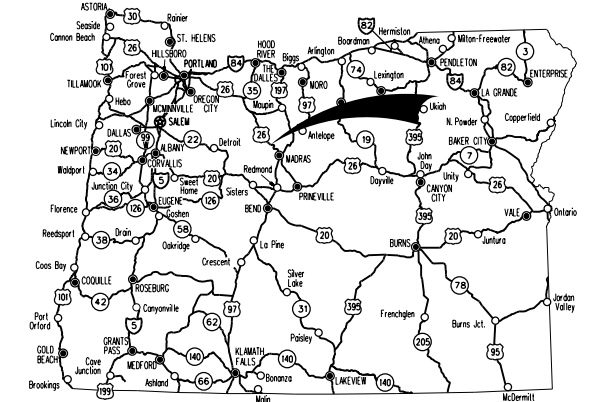 ASTORIA
30
Rainier
Seaside
Cannon Beach
26
ST. HELENS
HILLSBORO
PORTLAND
84
HOOD
RIVER
THE
DALLES
Biggs
Arlington
Boardman
82
Hermiston
Athena
Milton-Freewater
3
101
TILLAMOOK
Forest
Grove
26
OREGON
CITY
35
197
MORO
97
74
Lexington
PENDLETON
84
82
ENTERPRISE
LA GRANDE
Hebo
MCMINNVILLE
Maupin
Ukiah
Lincoln City
DALLAS
SALEM
99
22
Detroit
26
Antelope
19
395
N. Powder
Copperfield
BAKER CITY
NEWPORT
20
ALBANY
CORVALLIS
MADRAS
26
John
Day
7
Waldport
34
5
Sweet
Home
20
Redmond
Sisters
Dayville
Unity
26
Junction City
36
126
126
PRINEVILLE
CANYON
CITY
Florence
EUGENE
Goshen
BEND
395
VALE
Ontario
Reedsport
38
Drain
58
Oakridge
La Pine
20
BURNS
20
Juntura
Crescent
Coos Bay
COQUILLE
ROSEBURG
Silver
Lake
78
101
42
Canyonville
97
31
395
Jordan
Valley
Port
Orford
5
62
Frenchglen
Burns Jct.
GOLD
BEACH
GRANTS
PASS
Paisley
205
Cave
Junction
MEDFORD
140
KLAMATH
FALLS
140
95
Brookings
199
Ashland
66
Bonanza
LAKEVIEW
140
Malin
McDermitt